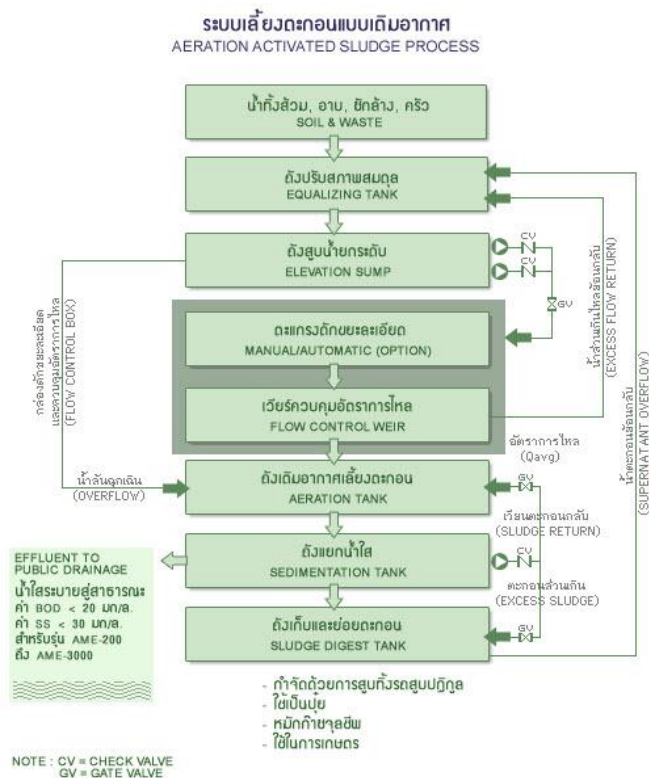 ระบบเลี้ยงตะกอนแบบเติมอากาศ
AERATION ACTIVATED SLUDGE PROCESS
น้ำทิ้งส้วม, อาบ, ซักล้าง, ครัว
SOIL & WASTE
ถังปรับสภาพสมดุล
EQUALIZING TANK
ถังสูบน้ำยกระดับ
ELEVATION SUMP
CV
CV
GV
ตะแกรงดักขยะละเอียด
MANUAL/AUTOMATIC (OPTION)
เวียร์ควบคุมอัตราการไหล
FLOW CONTROL WEIR
กล่องดักขยะละเอียด
และควบคุมอัตราการไหล
(FLOW CONTROL BOX)
น้ำส่วนเกินไหลย้อนกลับ
(EXCESS FLOW RETURN)
น้ำตะกอนย้อนกลับ
(SUPERNATANT OVERFLOW)
อัตราการไหล
(Qavg)
น้ำล้นฉุกเฉิน
(OVERFLOW)
ถังเติมอากาศเลี้ยงตะกอน
AERATION TANK
GV
เวียนตะกอนกลับ
(SLUDGE RETURN)
ถังแยกน้ำใส
SEDIMENTATION TANK
CV
ตะกอนส่วนเกิน
(EXCESS SLUDGE)
GV
ถังเก็บและย่อยตะกอน
SLUDGE DIGEST TANK
EFFLUENT TO
PUBLIC DRAINAGE
น้ำใสระบายสู่สาธารณะ
ค่า BOD < 20 มก/ล.
ค่า SS < 30 มก/ล.
สำหรับรุ่น AME-200
ถึง AME-3000
- กำจัดด้วยการสูบทิ้งรถสูบปฏิกูล
- ใช้เป็นปุ๋ย
- หมักก๊าซจุลชีพ
- ใช้ในการเกษตร
NOTE : CV = CHECK VALVE
GV = GATE VALVE